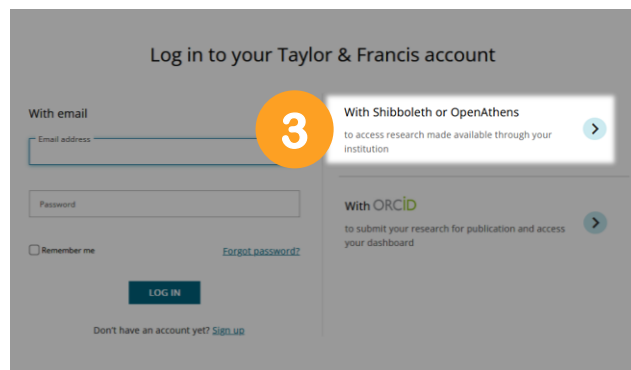 Log in to your Taylor & Francis account
With email
Email address
Password
Remember me
Forgot password?
LOG IN
Don't have an account yet? Sign up
3
With Shibboleth or OpenAthens
to access research made available through your
institution
With ORCiD
to submit your research for publication and access
your dashboard